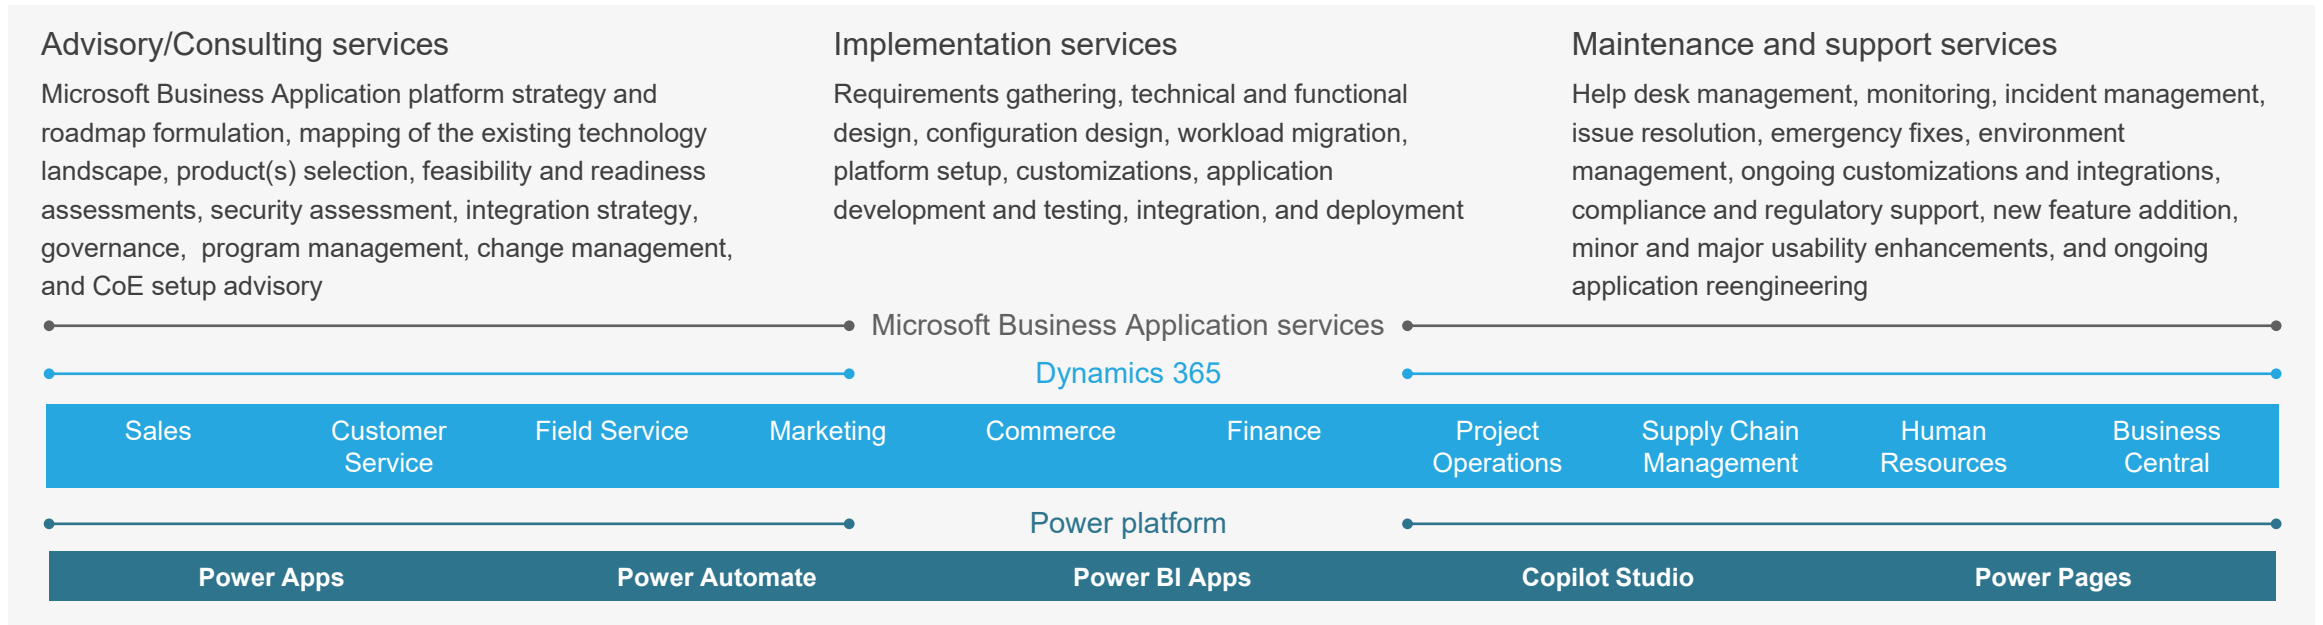 Advisory/Consulting services
Microsoft Business Application platform strategy and
roadmap formulation, mapping of the existing technology
landscape, product(s) selection, feasibility and readiness
assessments, security assessment, integration strategy,
governance,  program management, change management,
and CoE setup advisory
Implementation services
Requirements gathering, technical and functional
design, configuration design, workload migration,
platform setup, customizations, application
development and testing, integration, and deployment
Maintenance and support services
Help desk management, monitoring, incident management,
issue resolution, emergency fixes, environment
management, ongoing customizations and integrations,
compliance and regulatory support, new feature addition,
minor and major usability enhancements, and ongoing
application reengineering
Microsoft Business Application services
Dynamics 365
Sales
Customer
Service
Field Service
Marketing
Commerce
Finance
Project
Operations
Supply Chain
Management
Human
Resources
Business
Central
Power platform
Power Apps
Power Automate
Power BI Apps
Copilot Studio
Power Pages